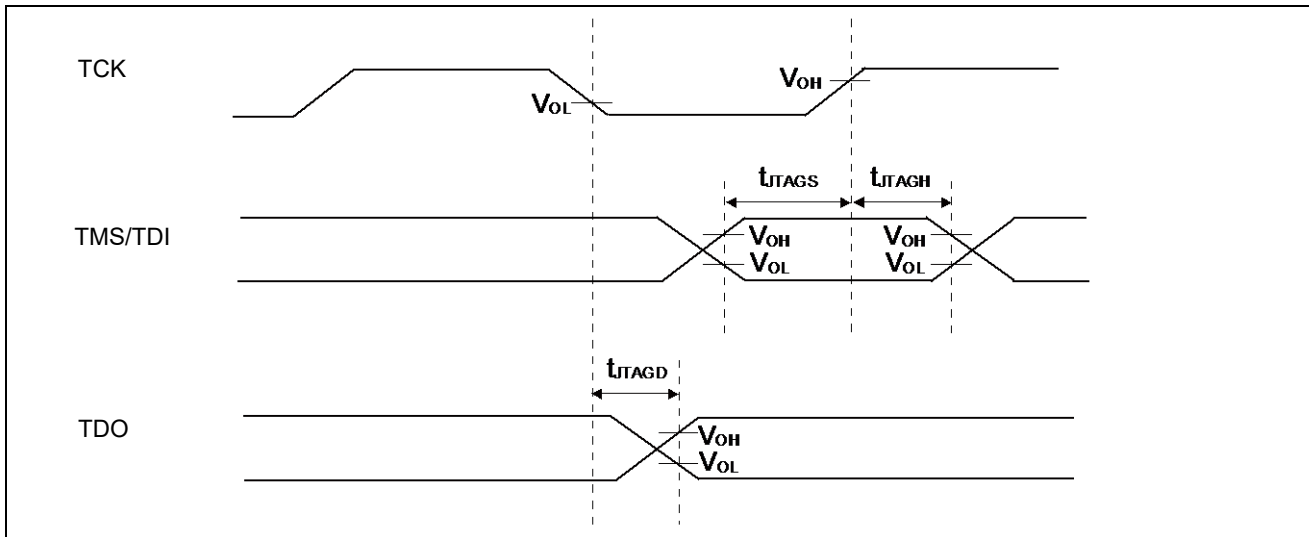 TCK
VOL
VOH
tJTAGS
tJTAGH
TMS/TDI
VOH
VOL
VOH
VOL
tJTAGD
TDO
VOH
VOL